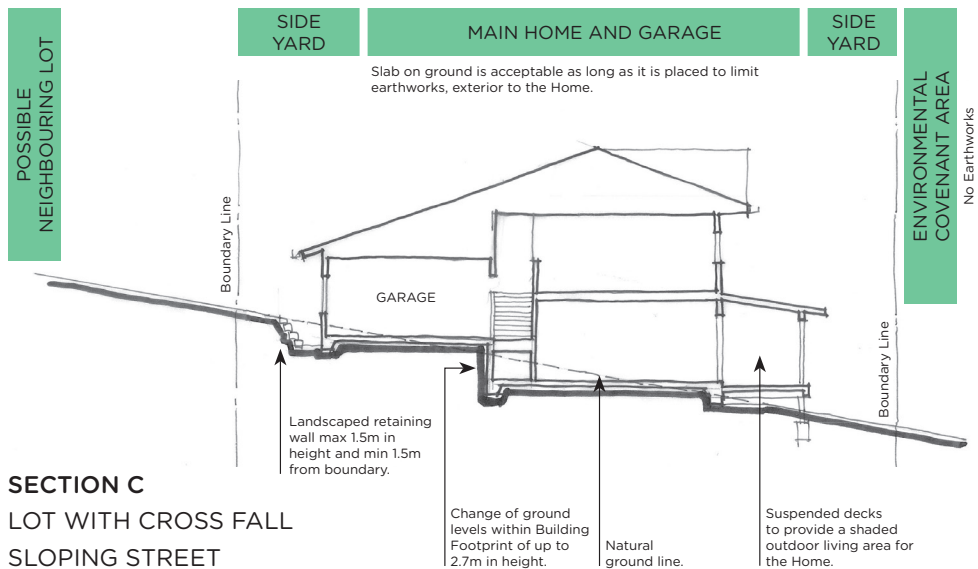 SIDE
YARD
MAIN HOME AND GARAGE
SIDE
YARD
POSSIBLE
NEIGHBOURING LOT
ENVIRONMENTAL
COVENANT AREA
No Earthworks
Slab on ground is acceptable as long as it is placed to limit
earthworks, exterior to the Home.
Boundary Line
GARAGE
Boundary Line
Landscaped retaining
wall max 1.5m in
height and min 1.5m
from boundary.
SECTION C
LOT WITH CROSS FALL
SLOPING STREET
Change of ground
levels within Building
Footprint of up to
2.7m in height.
Natural
ground line.
Suspended decks
to provide a shaded
outdoor living area for
the Home.